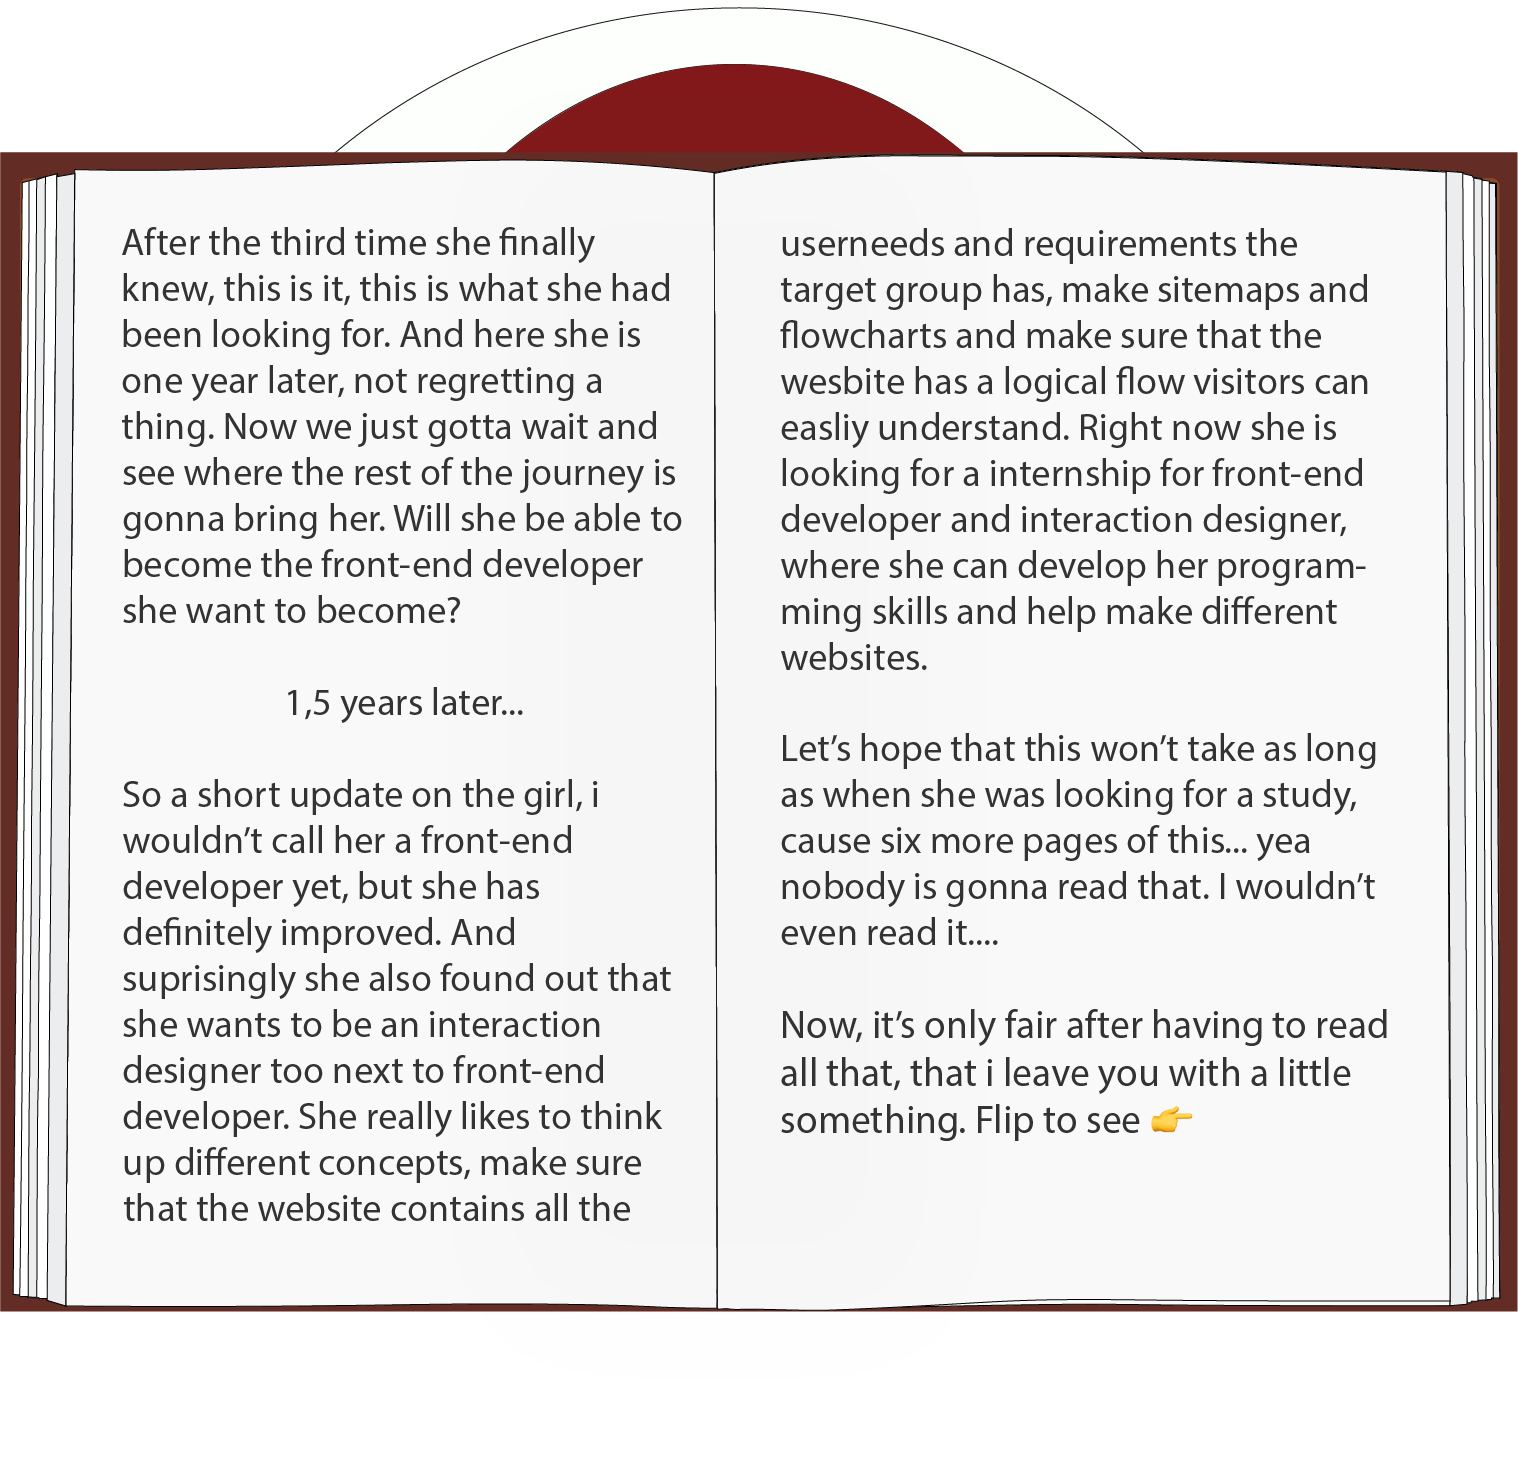 After the third time she finally
knew, this is it, this is what she had
been looking for. And here she is
one year later, not regretting a
thing. Now we just gotta wait and
see where the rest of the journey is
gonna bring her. Will she be able to
become the front-end developer
she want to become?
1,5 years later...
So a short update on the girl, i
wouldn’t call her a front-end
developer yet, but she has
definitely improved. And
suprisingly she also found out that
she wants to be an interaction
designer too next to front-end
developer. She really likes to think
up different concepts, make sure
that the website contains all the
userneeds and requirements the
target group has, make sitemaps and
flowcharts and make sure that the
wesbite has a logical flow visitors can
easliy understand. Right now she is
looking for a internship for front-end
developer and interaction designer,
where she can develop her program-
ming skills and help make different
websites.
Let’s hope that this won’t take as long
as when she was looking for a study,
cause six more pages of this... yea
nobody is gonna read that. I wouldn’t
even read it....
Now, it’s only fair after having to read
all that, that i leave you with a little
something. Flip to see 👉